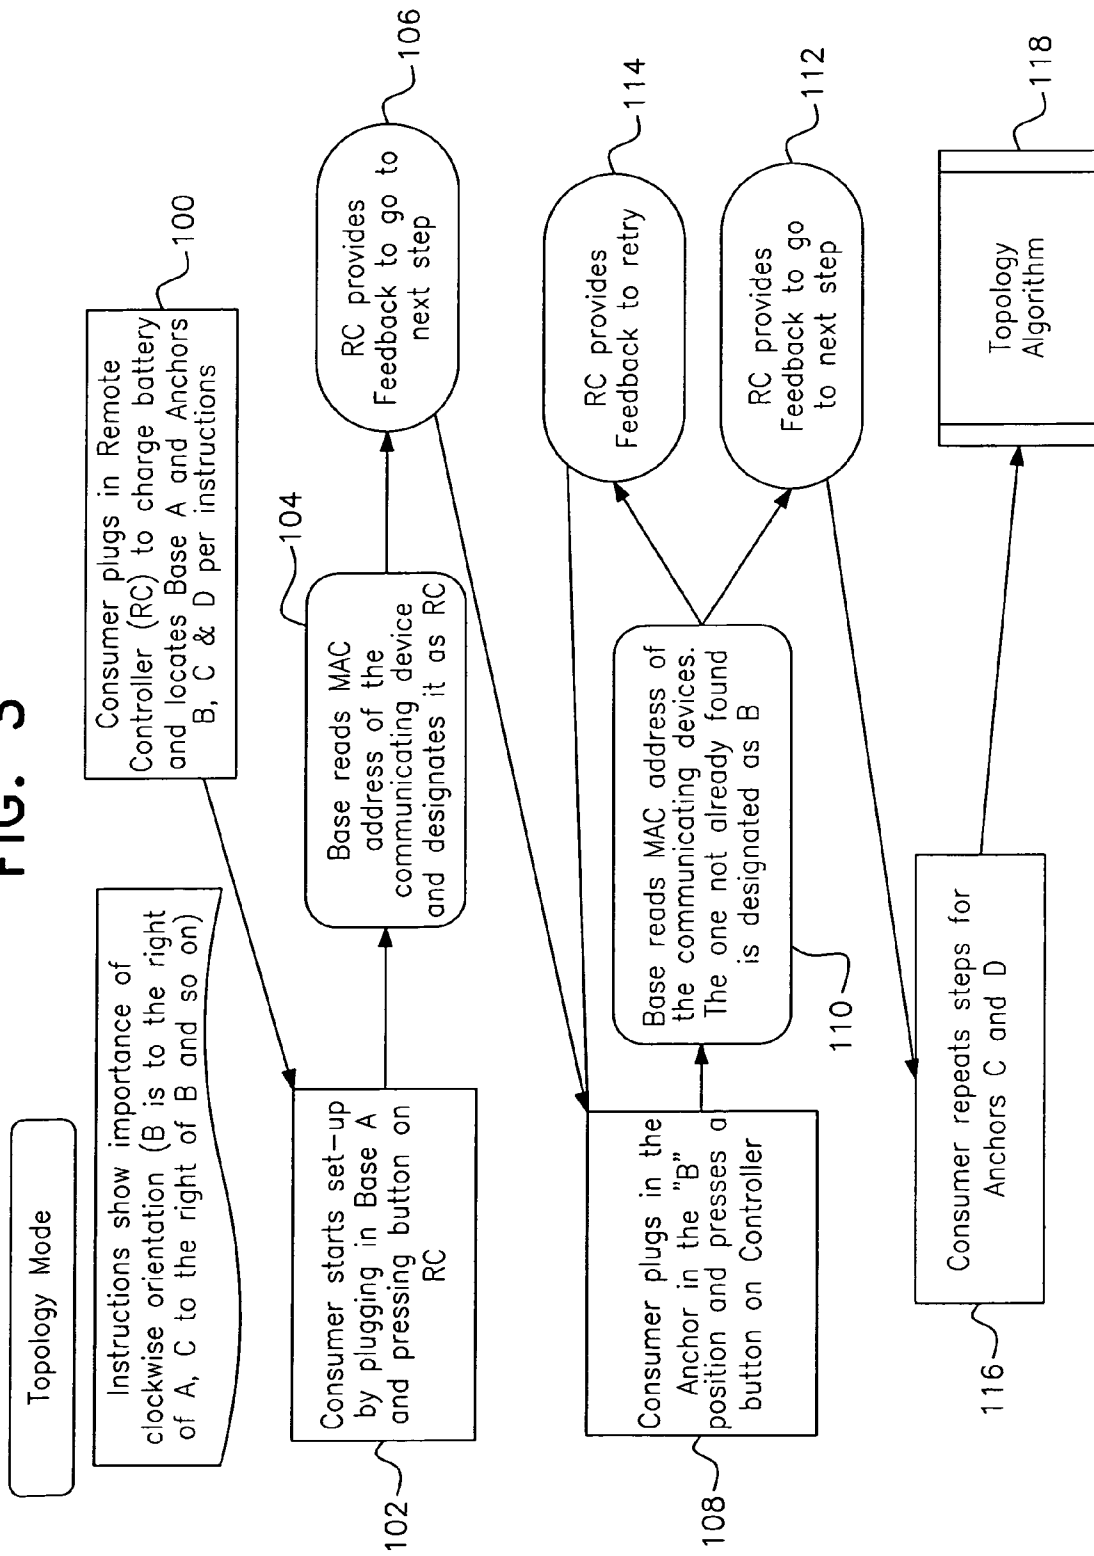 FIG. 3
Topology Mode
Instructions show importance of
clockwise orientation (B is to the right
of A, C to the right of B and so on)
Consumer plugs in Remote
Controller (RC) to charge battery
and locates Base A and Anchors
B, C & D per instructions
100
Consumer starts set-up
by plugging in Base A
and pressing button on
RC
102
Base reads MAC
address of the
communicating device
and designates it as RC
104
RC provides
Feedback to go to
next step
106
Consumer plugs in the
Anchor in the "B"
position and presses a
button on Controller
108
Base reads MAC address of
the communicating devices.
The one not already found
is designated as B
110
RC provides
Feedback to retry
114
RC provides
Feedback to go
to next step
112
Consumer repeats steps for
Anchors C and D
116
Topology
Algorithm
118